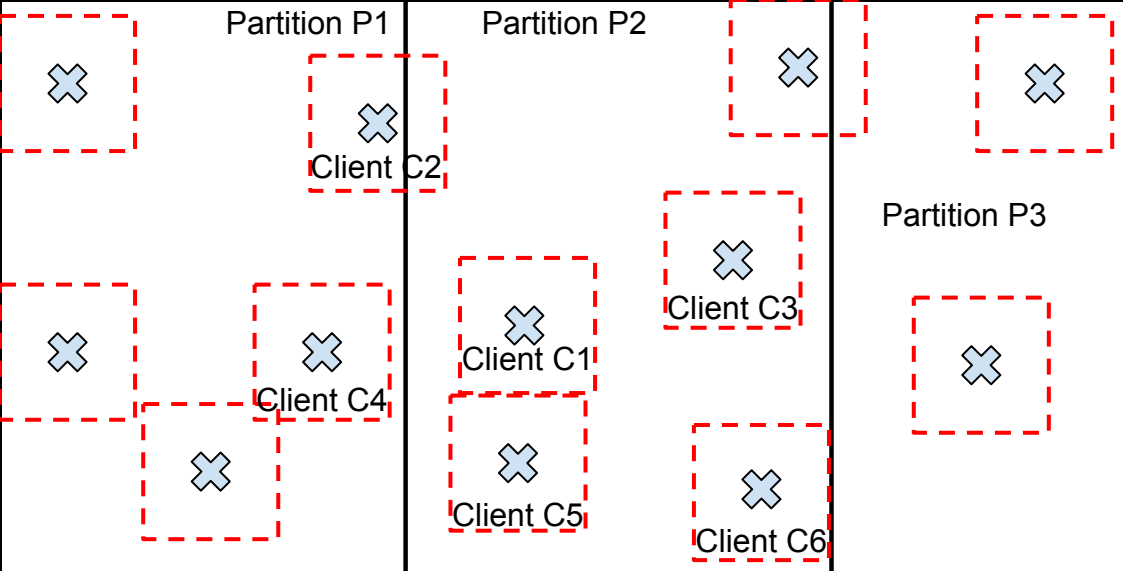 Partition P1
Partition P2
Client C2
Partition P3
Client C3
Client C1
Client C4
Client C5
Client C6